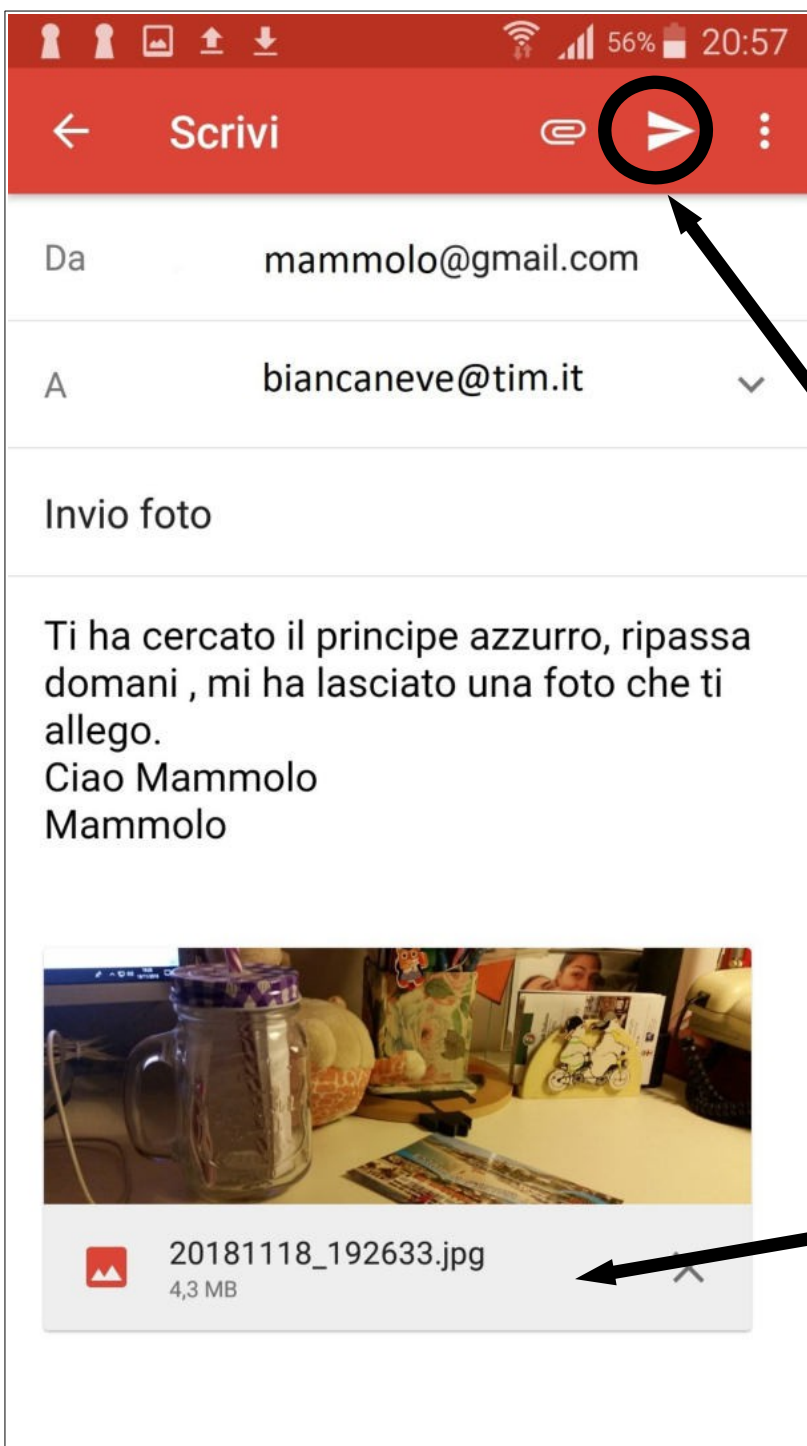 56% 20:57
Scrivi
Da mammolo@gmail.com
A biancaneve@tim.it
Invio foto
Ti ha cercato il principe azzurro, ripassa
domani , mi ha lasciato una foto che ti
allego.
Ciao Mammolo
Mammolo
20181118_192633.jpg
4,3 MB